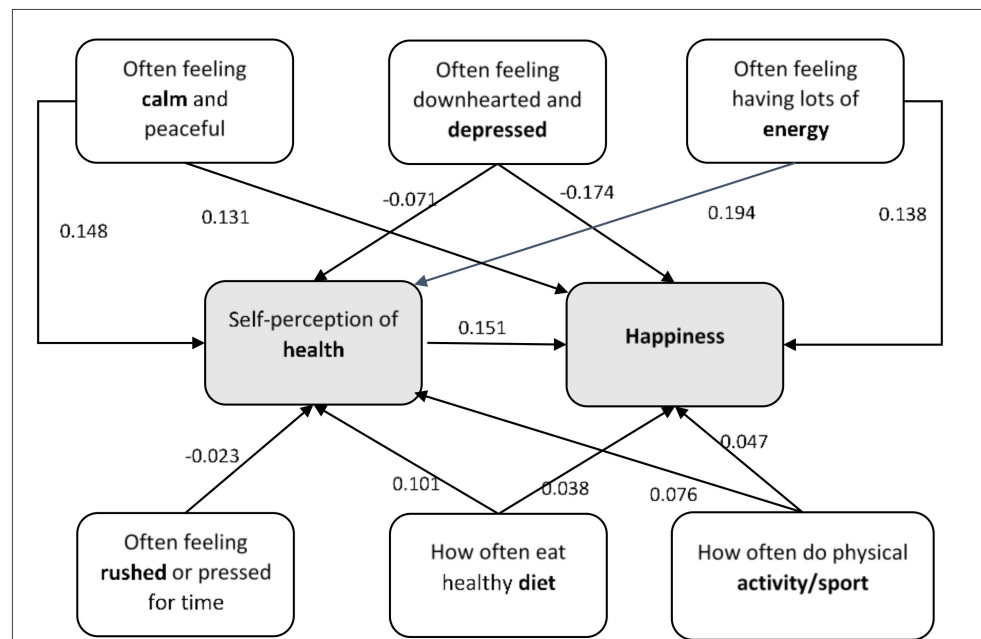 Often feeling
calm and
peaceful
Often feeling
downhearted and
depressed
Often feeling
having lots of
energy
0.148
0.131
-0.071
-0.174
0.194
0.138
Self-perception of
health
0.151
Happiness
-0.023
0.101
0.038
0.076
0.047
Often feeling
rushed or pressed
for time
How often eat
healthy diet
How often do physical
activity/sport